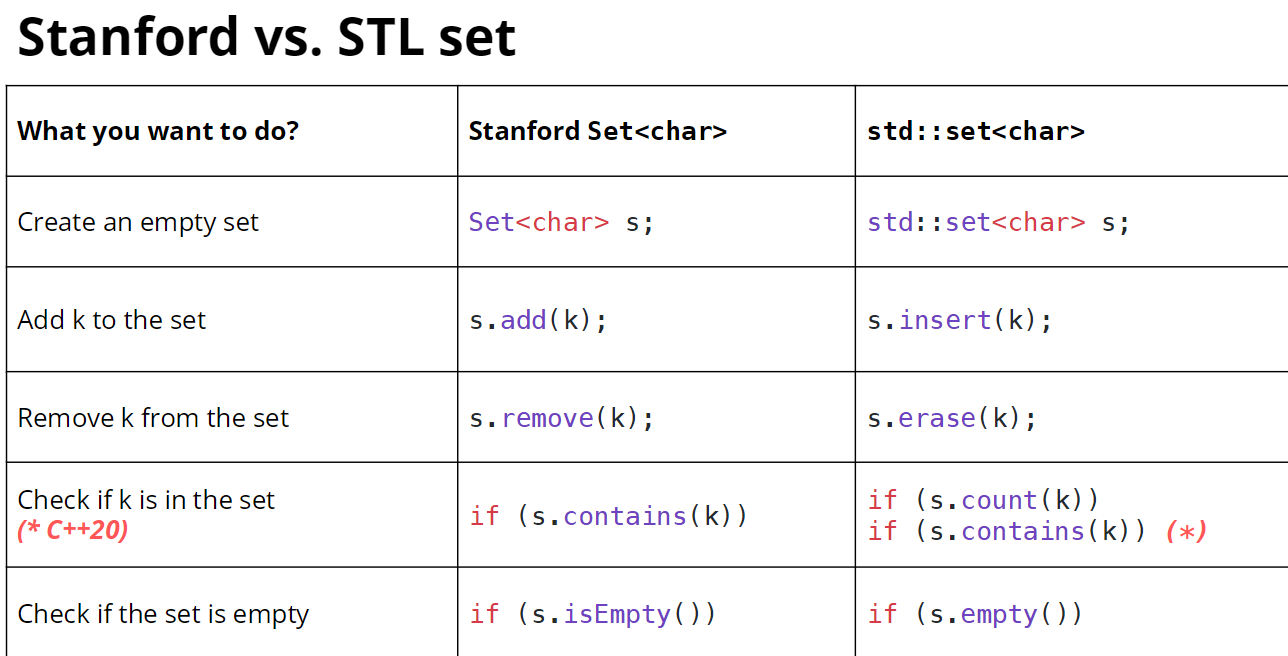 Stanford vs. STL set
What you want to do?
Stanford Set<char>
std::set<char>
Create an empty set
Set<char> s;
std::set<char> s;
Add k to the set
s.add(k);
s.insert(k);
Remove k from the set
s.remove(k);
s.erase(k);
Check if k is in the set
(* C++20)
if (s.contains(k))
if (s.count(k))
if (s.contains(k)) (*)
Check if the set is empty
if (s.isEmpty())
if (s.empty())